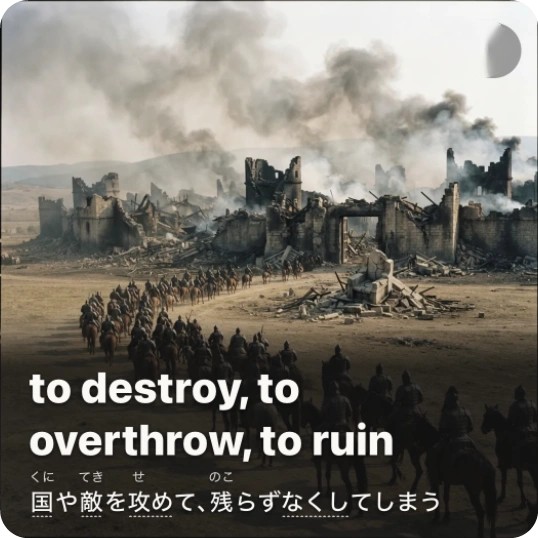 to destroy, to
overthrow, to ruin
くに てき せ のこ
国や敵を攻めて、残らずなくしてしまう